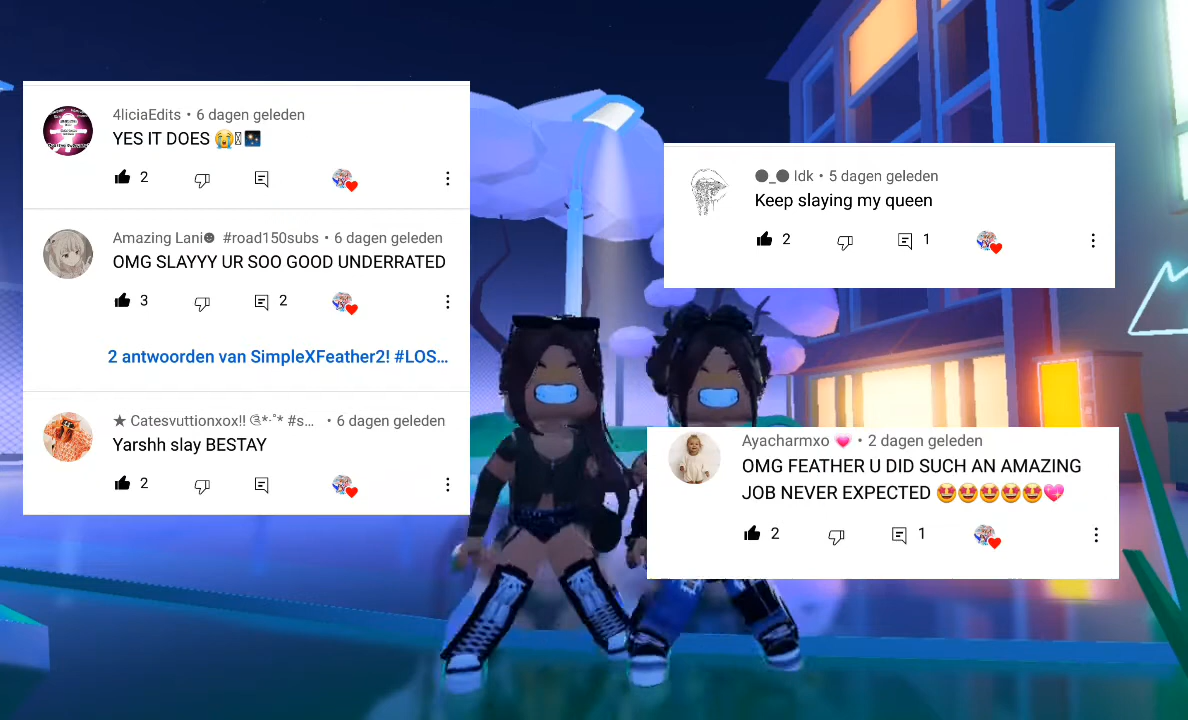 4liciaEdits • 6 dagen geleden
YES IT DOES 😭
2
Amazing Lani☻ #road150subs • 6 dagen geleden
OMG SLAYYY UR SOO GOOD UNDERRATED
3 2
2 antwoorden van SimpleXFeather2! #LOS...
★ Catesvuttionxox!! ༊*·˚* #s... • 6 dagen geleden
Yarshh slay BESTAY
2
●_● Idk • 5 dagen geleden
Keep slaying my queen
2 1
Ayacharmxo 💗 • 2 dagen geleden
OMG FEATHER U DID SUCH AN AMAZING
JOB NEVER EXPECTED 🤩🤩🤩🤩🤩💖
2 1